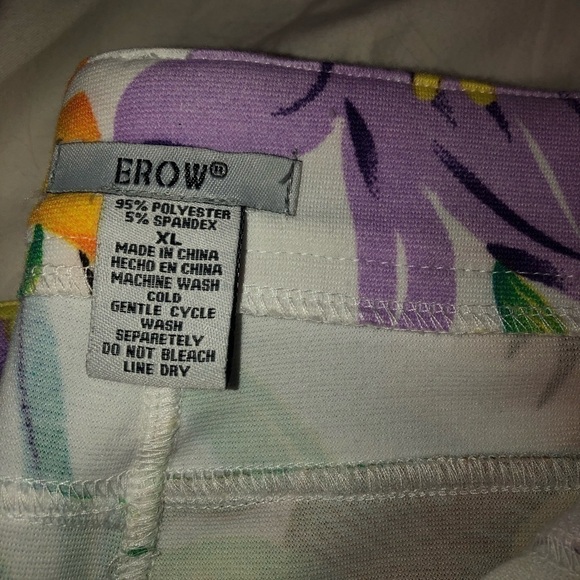 EROW®
95% POLYESTER
5% SPANDEX
XL
MADE IN CHINA
HECHO EN CHINA
MACHINE WASH
COLD
GENTLE CYCLE
WASH
SEPARETELY
DO NOT BLEACH
LINE DRY